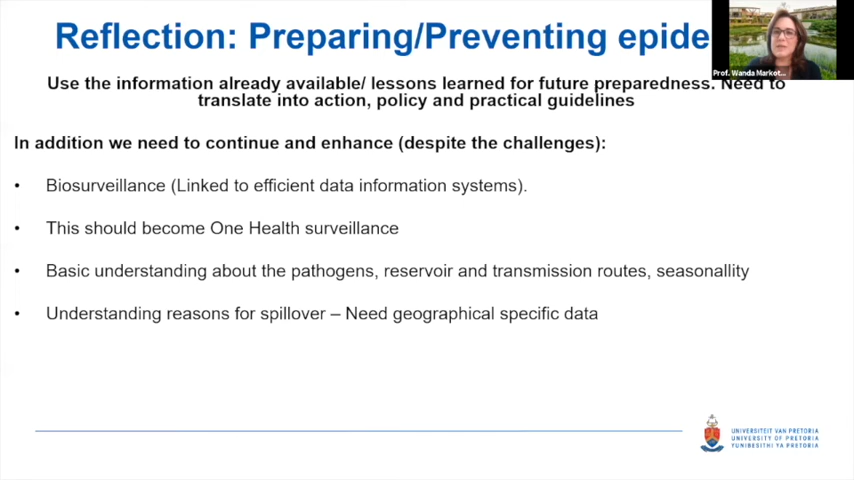 Reflection: Preparing/Preventing epide
Prof. Wanda Markot...
Use the information already available/ lessons learned for future preparedness. Need to
translate into action, policy and practical guidelines
In addition we need to continue and enhance (despite the challenges):
• Biosurveillance (Linked to efficient data information systems).
• This should become One Health surveillance
• Basic understanding about the pathogens, reservoir and transmission routes, seasonallity
• Understanding reasons for spillover – Need geographical specific data
UNIVERSITEIT VAN PRETORIA
UNIVERSITY OF PRETORIA
YUNIBESITHI YA PRETORIA